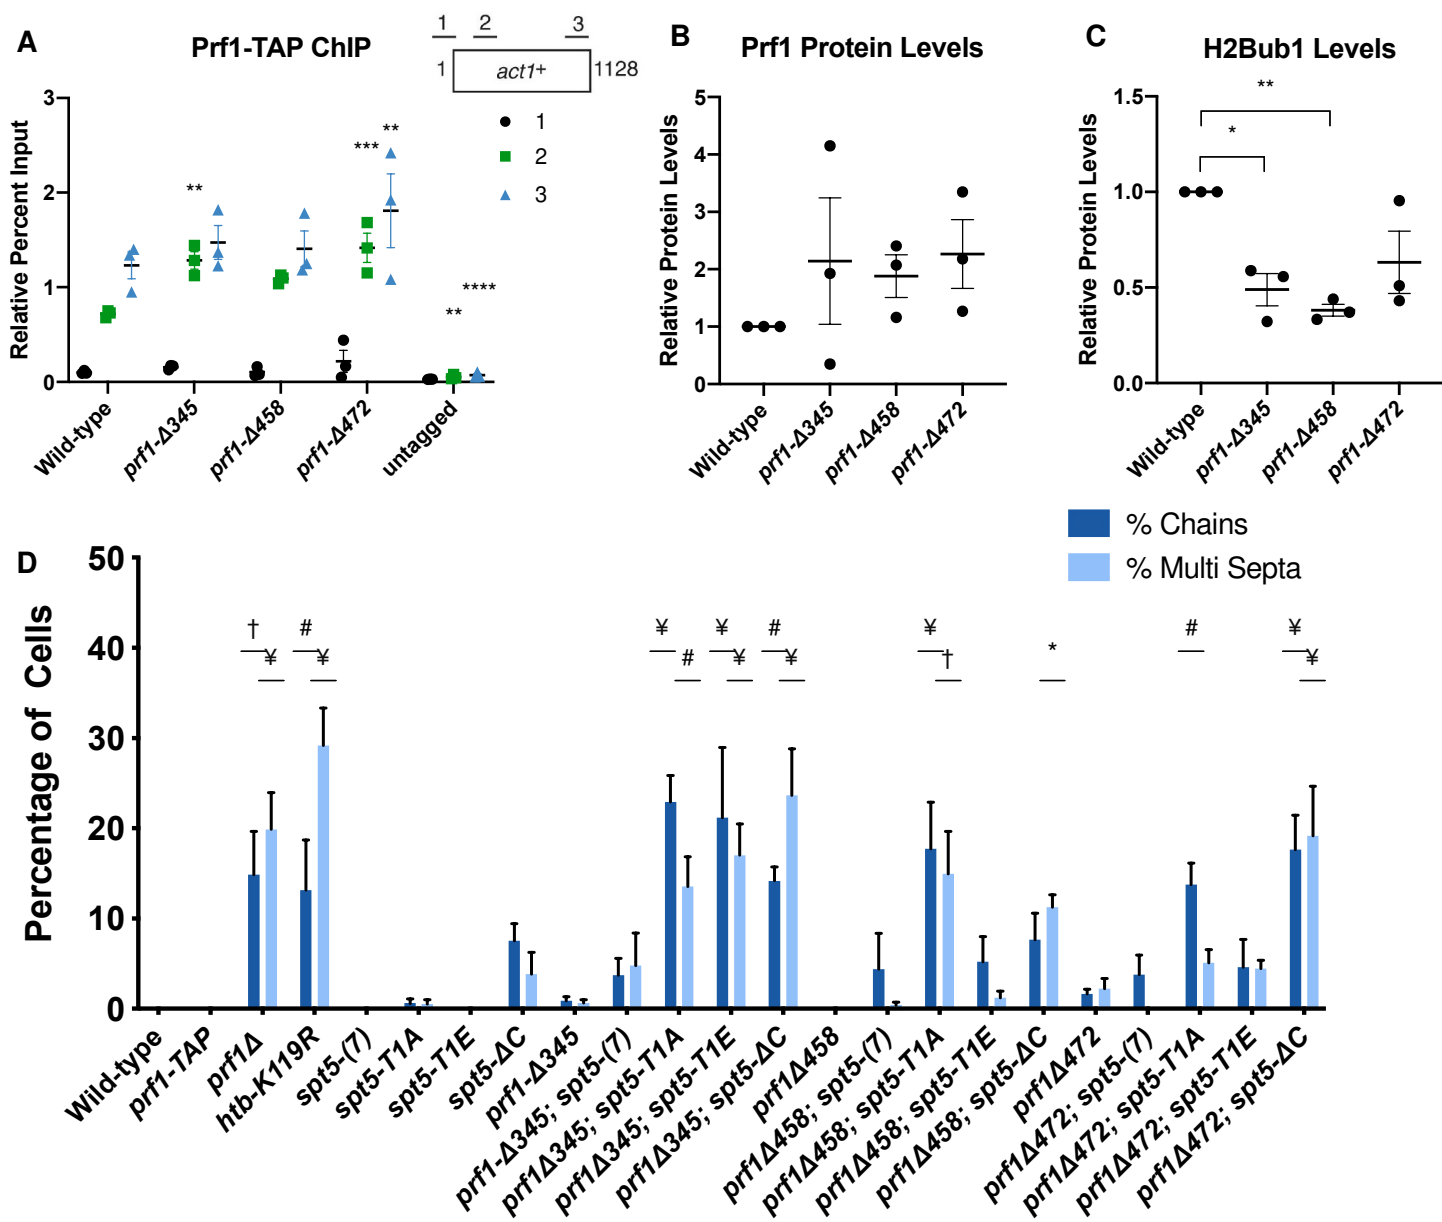 A
Prf1-TAP ChIP
1 2 3
1 act1+ 1128
Relative Percent Input
3
2
1
0
1
2
3
**
***
**
**
****
Wild-type
prf1-Δ345
prf1-Δ458
prf1-Δ472
untagged
B
Prf1 Protein Levels
Relative Protein Levels
5
4
3
2
1
0
Wild-type
prf1-Δ345
prf1-Δ458
prf1-Δ472
C
H2Bub1 Levels
Relative Protein Levels
1.5
1.0
0.5
0.0
**
*
Wild-type
prf1-Δ345
prf1-Δ458
prf1-Δ472
% Chains
% Multi Septa
D
Percentage of Cells
50
40
30
20
10
0
† # ¥ ¥ # ¥ * # ¥
¥ ¥ # ¥ ¥ † ¥
Wild-type
prf1-TAP
prf1Δ
htb-K119R
spt5-(7)
spt5-T1A
spt5-T1E
spt5-ΔC
prf1-Δ345
prf1-Δ345; spt5-(7)
prf1Δ345; spt5-T1A
prf1Δ345; spt5-T1E
prf1Δ345; spt5-ΔC
prf1Δ458
prf1Δ458; spt5-(7)
prf1Δ458; spt5-T1A
prf1Δ458; spt5-T1E
prf1Δ458; spt5-ΔC
prf1Δ472
prf1Δ472; spt5-(7)
prf1Δ472; spt5-T1A
prf1Δ472; spt5-T1E
prf1Δ472; spt5-ΔC